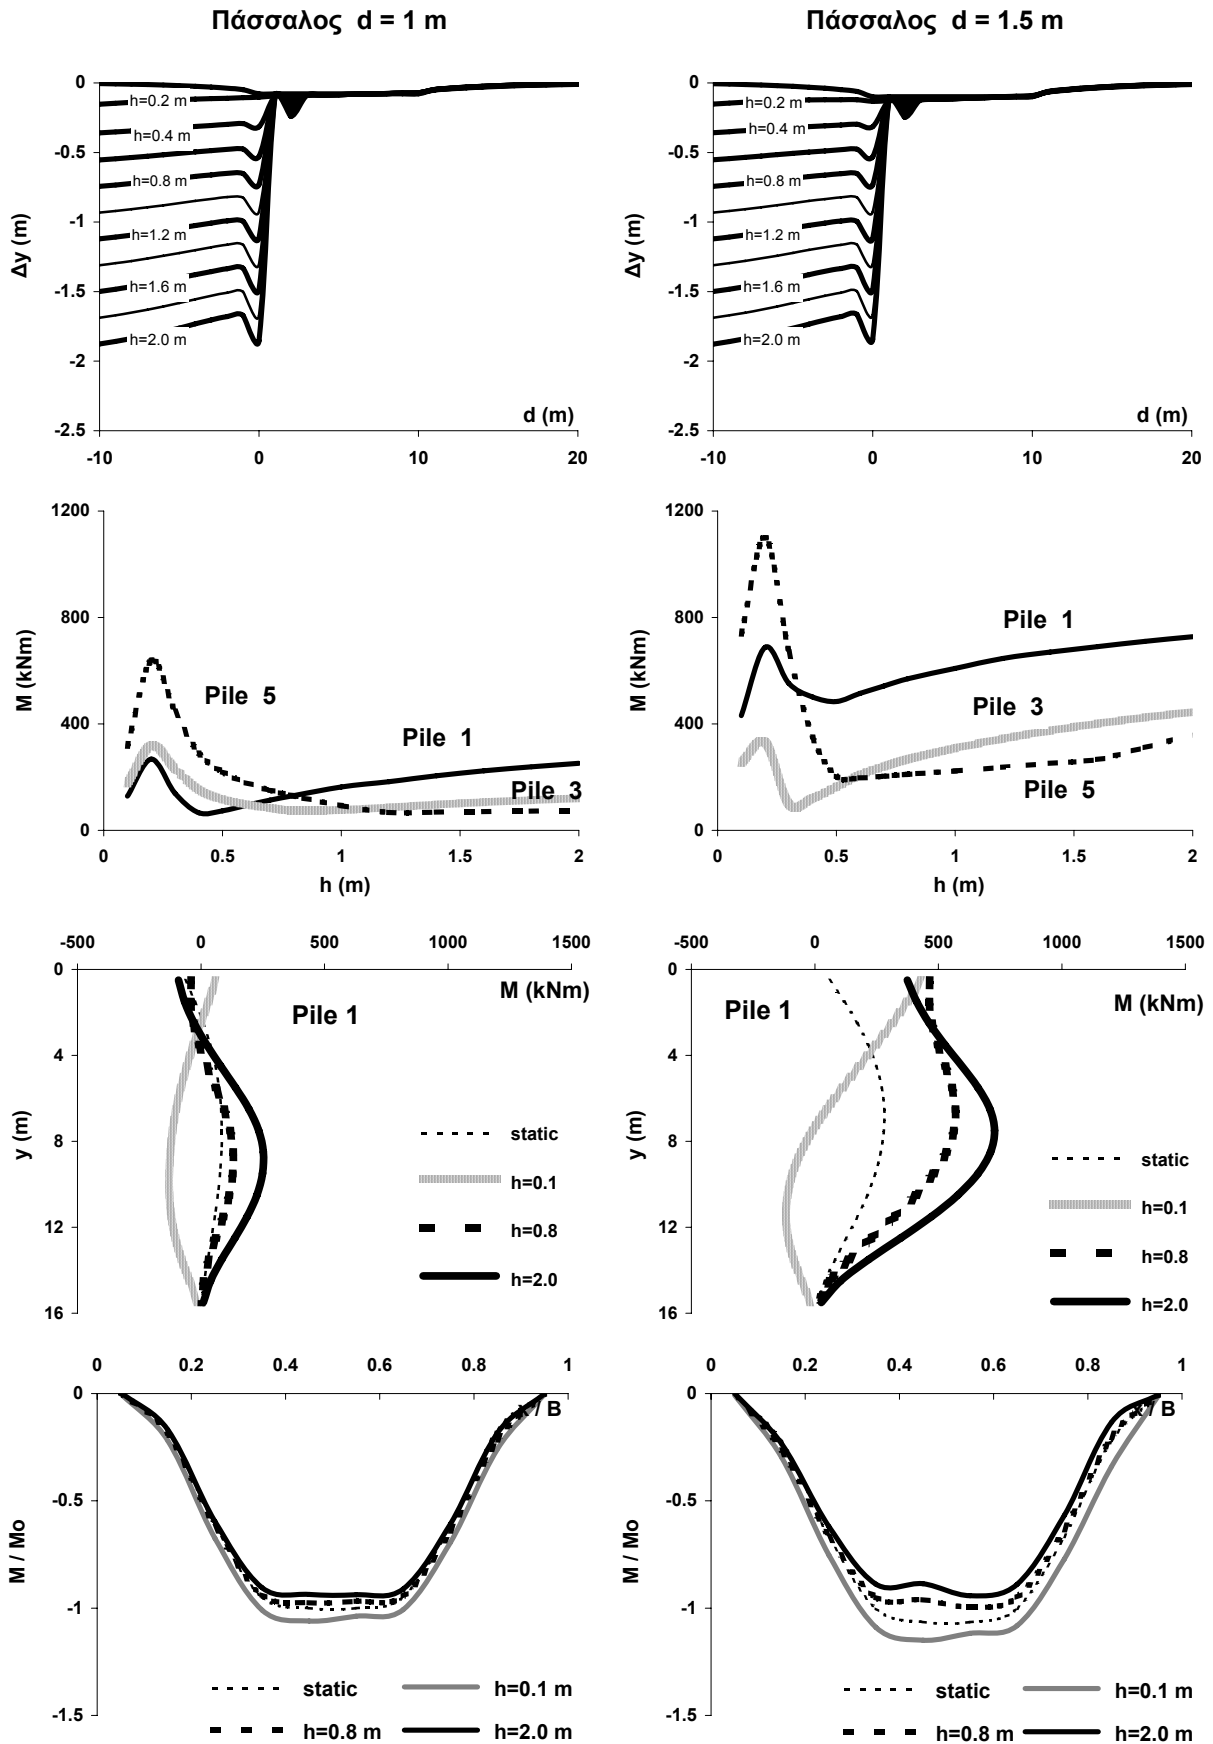 Πάσσαλος d = 1 m
Πάσσαλος d = 1.5 m
0
-0.5
-1
-1.5
-2
-2.5
Δy (m)
h=0.2 m
h=0.4 m
h=0.8 m
h=1.2 m
h=1.6 m
h=2.0 m
d (m)
-10 0 10 20
0
-0.5
-1
-1.5
-2
-2.5
Δy (m)
h=0.2 m
h=0.4 m
h=0.8 m
h=1.2 m
h=1.6 m
h=2.0 m
d (m)
-10 0 10 20
1200
800
400
0
M (kNm)
Pile 5
Pile 1
Pile 3
0 0.5 1 1.5 2
h (m)
1200
800
400
0
M (kNm)
Pile 1
Pile 3
Pile 5
0 0.5 1 1.5 2
h (m)
-500 0 500 1000 1500
0
4
8
12
16
y (m)
M (kNm)
Pile 1
static
h=0.1
h=0.8
h=2.0
-500 0 500 1000 1500
0
4
8
12
16
y (m)
M (kNm)
Pile 1
static
h=0.1
h=0.8
h=2.0
0 0.2 0.4 0.6 0.8 1
0
-0.5
-1
-1.5
M / Mo
x / B
static
h=0.1 m
h=0.8 m
h=2.0 m
0 0.2 0.4 0.6 0.8 1
0
-0.5
-1
-1.5
M / Mo
x / B
static
h=0.1 m
h=0.8 m
h=2.0 m